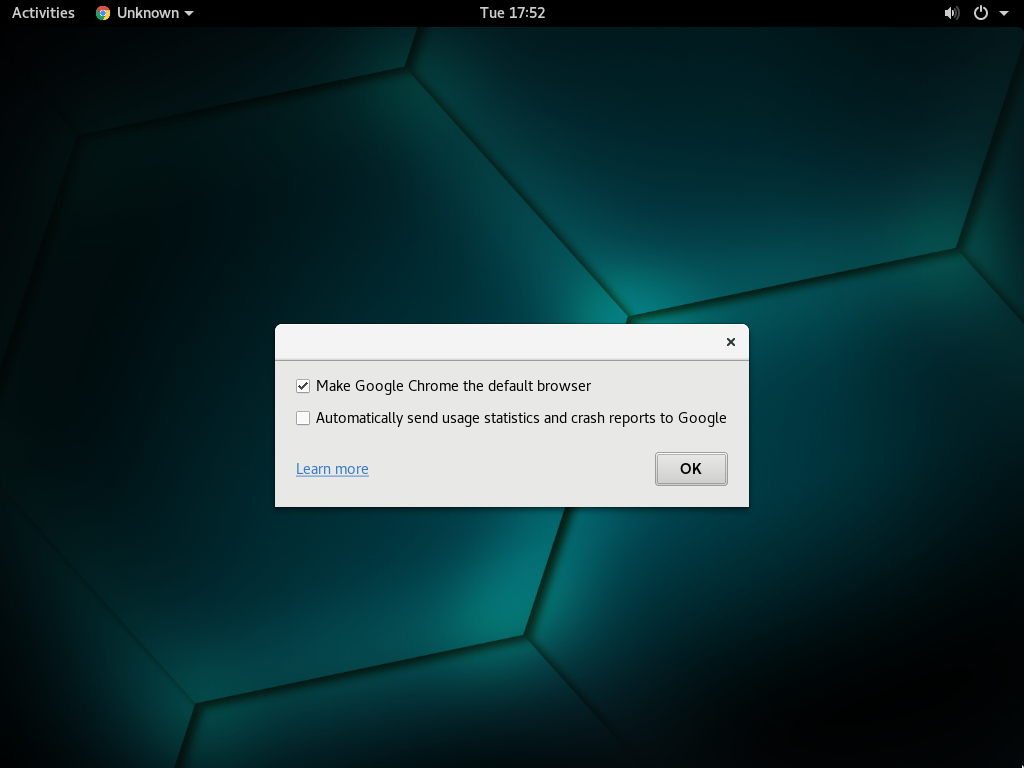 Activities Unknown Tue 17:52
Make Google Chrome the default browser
Automatically send usage statistics and crash reports to Google
Learn more OK